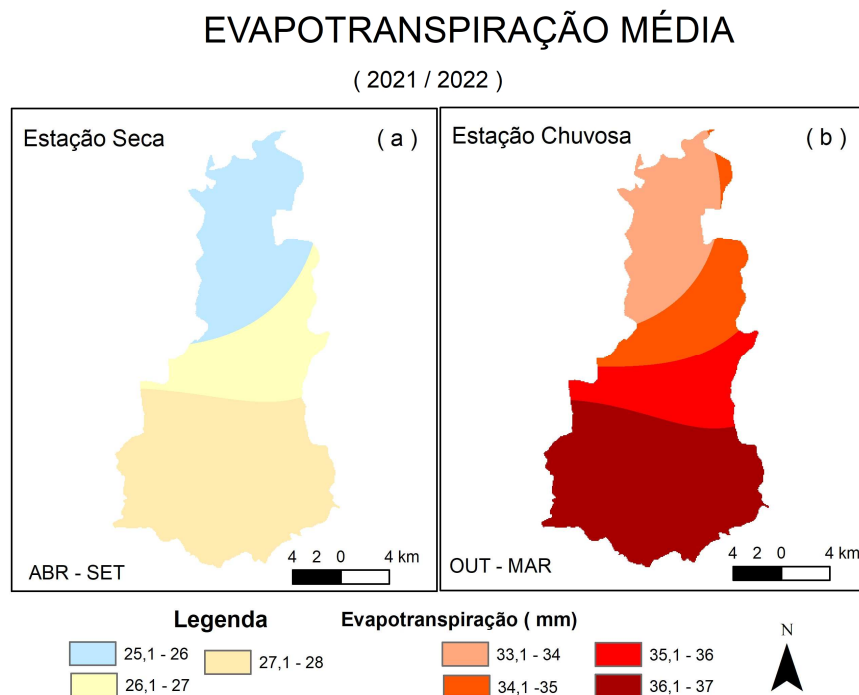 EVAPOTRANSPIRAÇÃO MÉDIA
( 2021 / 2022 )
Estação Seca ( a )
4 2 0 4 km
ABR - SET
Estação Chuvosa ( b )
4 2 0 4 km
OUT - MAR
Legenda Evapotranspiração ( mm)
25,1 - 26
27,1 - 28
26,1 - 27
33,1 - 34
35,1 - 36
34,1 -35
36,1 - 37
N